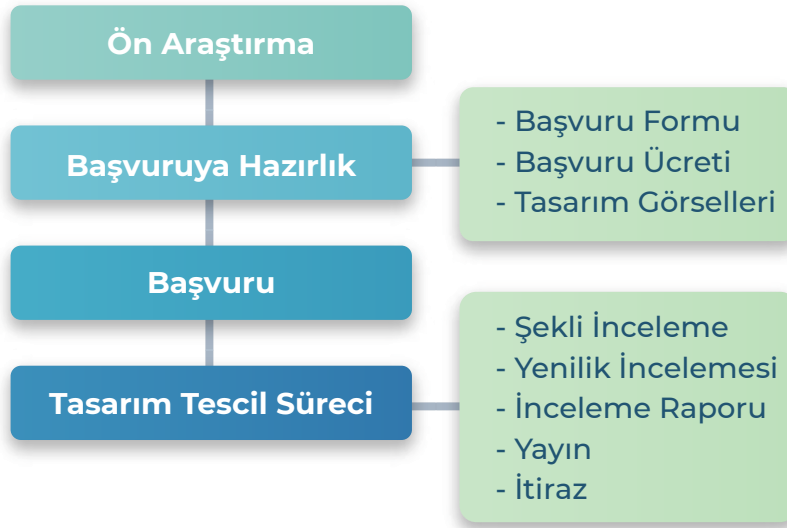 Ön Araştırma
Başvuruya Hazırlık
- Başvuru Formu
- Başvuru Ücreti
- Tasarım Görselleri
Başvuru
Tasarım Tescil Süreci
- Şekli İnceleme
- Yenilik İncelemesi
- İnceleme Raporu
- Yayın
- İtiraz